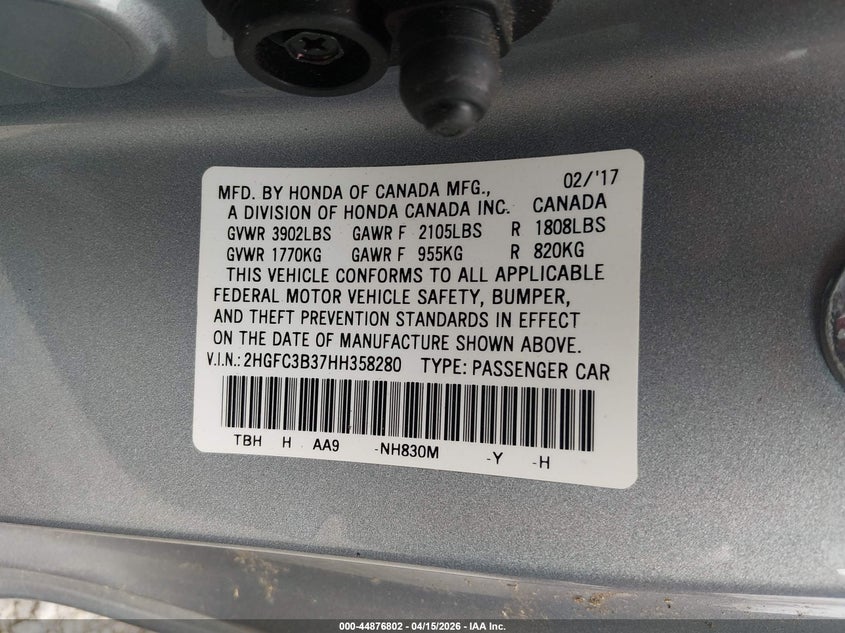 MFD. BY HONDA OF CANADA MFG., 02/'17
A DIVISION OF HONDA CANADA INC. CANADA
GVWR 3902LBS GAWR F 2105LBS R 1808LBS
GVWR 1770KG GAWR F 955KG R 820KG
THIS VEHICLE CONFORMS TO ALL APPLICABLE
FEDERAL MOTOR VEHICLE SAFETY, BUMPER,
AND THEFT PREVENTION STANDARDS IN EFFECT
ON THE DATE OF MANUFACTURE SHOWN ABOVE.
V.I.N.: 2HGFC3B37HH358280 TYPE: PASSENGER CAR
TBH H AA9 -NH830M -Y -H
000-44876802 - 04/15/2026 - IAA Inc.